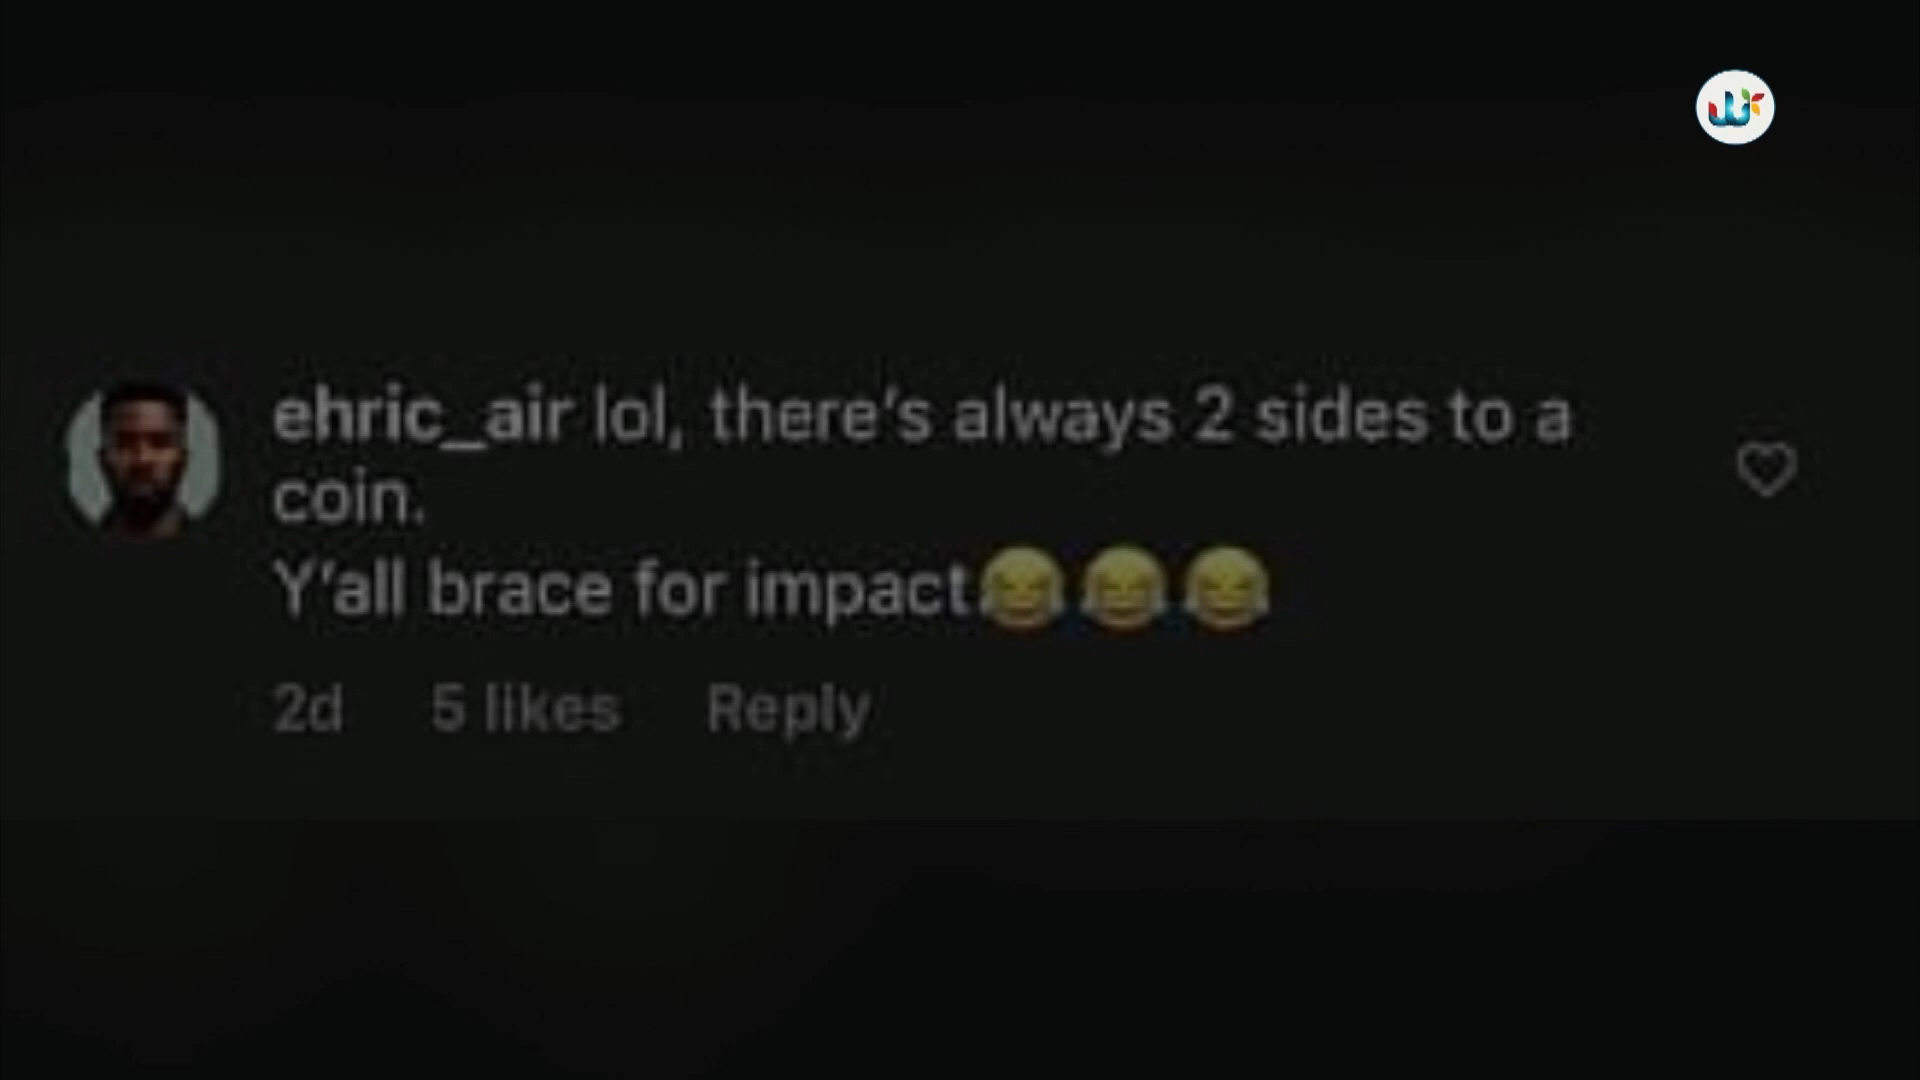 ehric_air lol, there's always 2 sides to a
coin.
Y'all brace for impact😂😂😂
2d 5 likes Reply